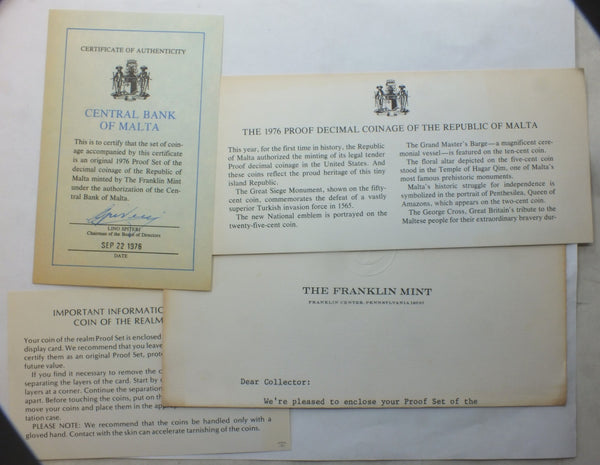 CERTIFICATE OF AUTHENTICITY
CENTRAL BANK
OF MALTA
This is to certify that the set of coin-
age accompanied by this certificate
is an original 1976 Proof Set of the
decimal coinage of the Republic of
Malta minted by The Franklin Mint
under the authorization of the Cen-
tral Bank of Malta.
LINO SPITERI
Chairman of the Board of Directors
SEP 22 1976
DATE
THE 1976 PROOF DECIMAL COINAGE OF THE REPUBLIC OF MALTA
This year, for the first time in history, the Republic
of Malta authorized the minting of its legal tender
Proof decimal coinage in the United States. And
these coins reflect the proud heritage of this tiny
island Republic.
The Great Siege Monument, shown on the fifty-
cent coin, commemorates the defeat of a vastly
superior Turkish invasion force in 1565.
The new National emblem is portrayed on the
twenty-five-cent coin.
The Grand Master's Barge—a magnificent cere-
monial vessel—is featured on the ten-cent coin.
The floral altar depicted on the five-cent coin
stood in the Temple of Hagar Qim, one of Malta's
most famous prehistoric monuments.
Malta's historic struggle for independence is
symbolized in the portrait of Penthesilea, Queen of
Amazons, which appears on the two-cent coin.
The George Cross, Great Britain's tribute to the
Maltese people for their extraordinary bravery dur-
THE FRANKLIN MINT
FRANKLIN CENTER, PENNSYLVANIA 19063
Dear Collector:
We're pleased to enclose your Proof Set of the
IMPORTANT INFORMATIO
COIN OF THE REALM
Your coin of the realm Proof Set is enclosed
display card. We recommend that you leave
certify them as an original Proof Set, prote
future value.
If you find it necessary to remove the c
separating the layers of the card. Start by
layers at a corner. Continue the separation
apart. Before touching the coins, put on th
move your coins and place them in the approp
tation case.
PLEASE NOTE: We recommend that the coins be handled only with a
gloved hand. Contact with the skin can accelerate tarnishing of the coins.